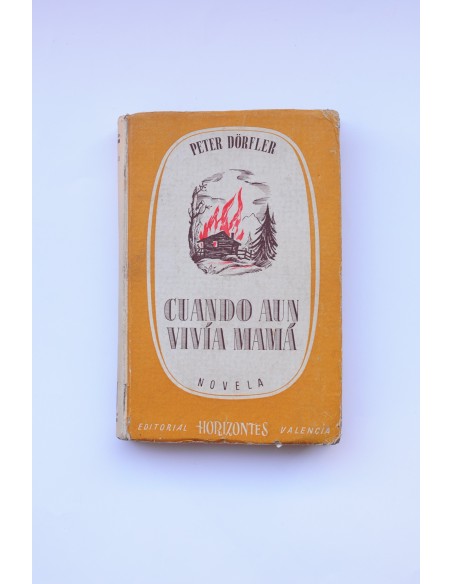 PETER DÖRFLER
CUANDO AUN
VIVÍA MAMÁ
NOVELA
EDITORIAL HORIZONTES VALENCIA